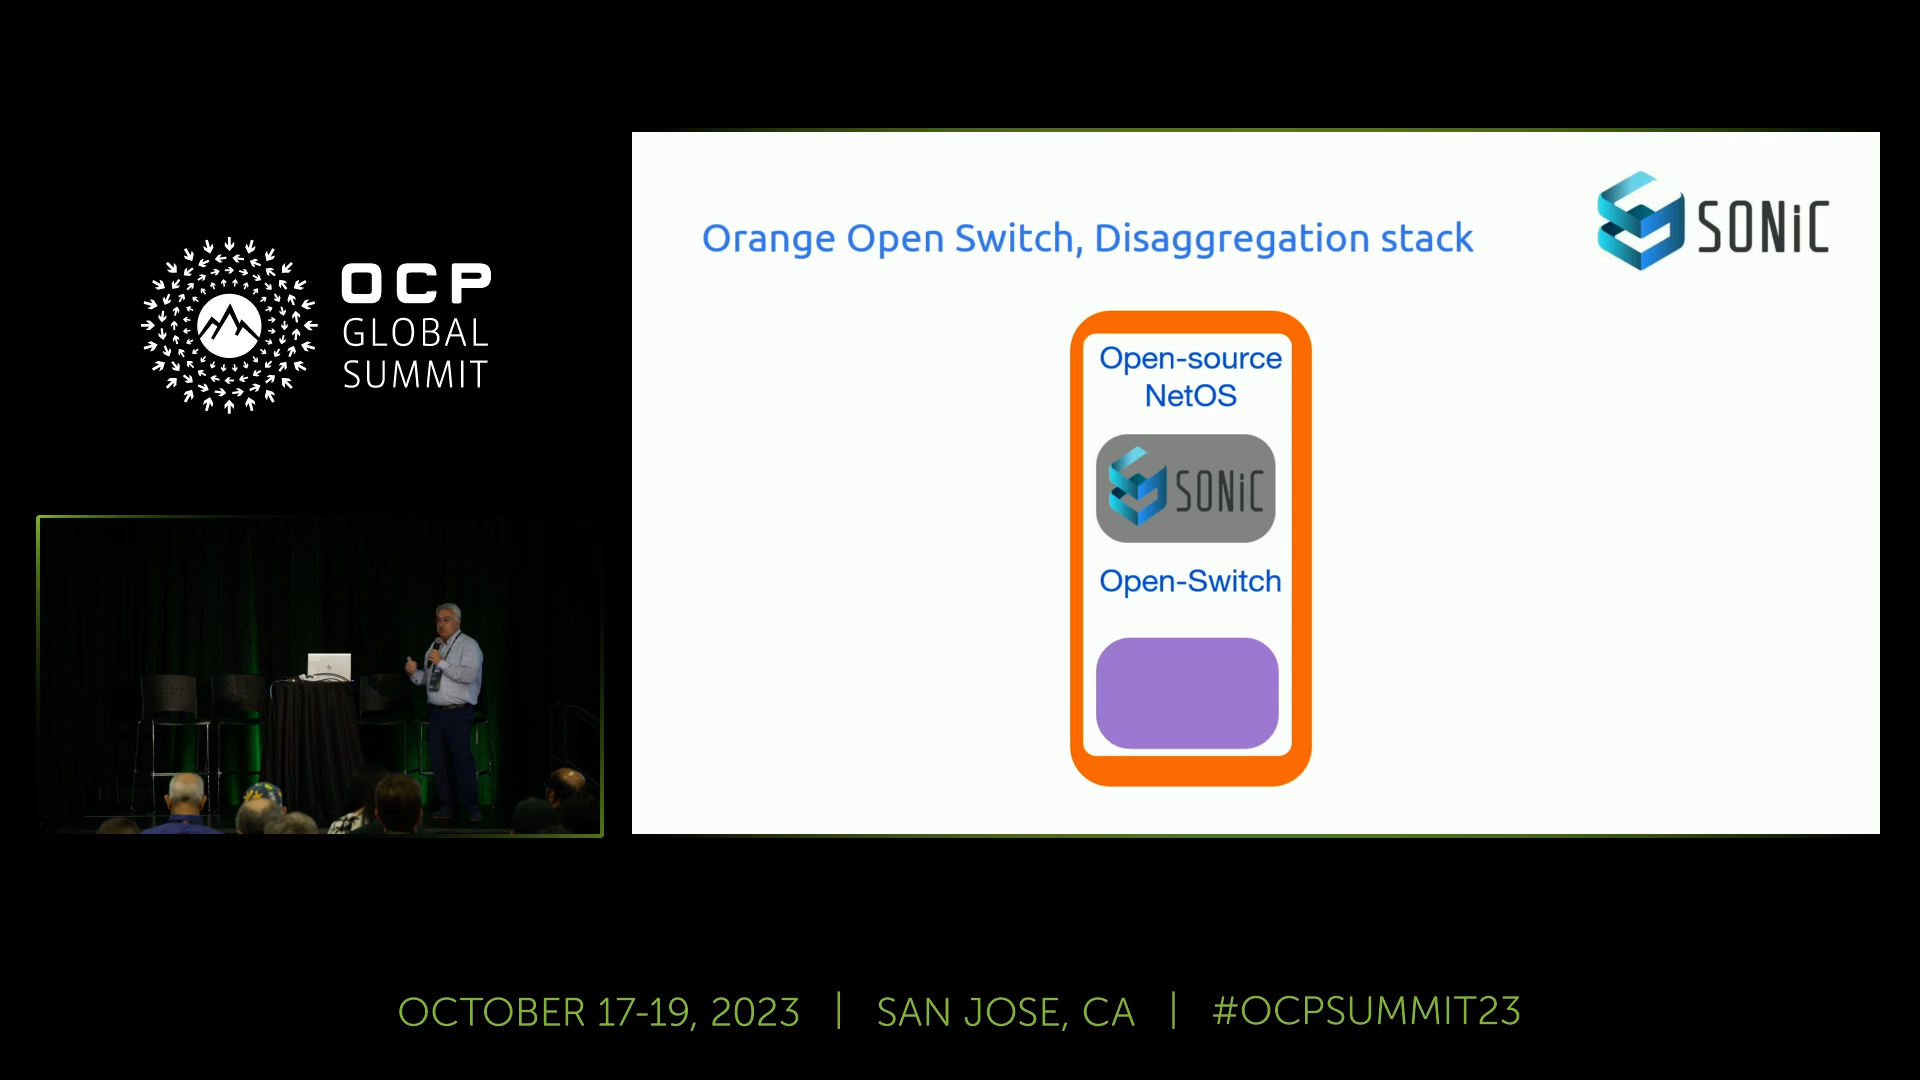 OCP
GLOBAL
SUMMIT
Orange Open Switch, Disaggregation stack
SONiC
Open-source
NetOS
SONiC
Open-Switch
OCTOBER 17-19, 2023 | SAN JOSE, CA | #OCPSUMMIT23